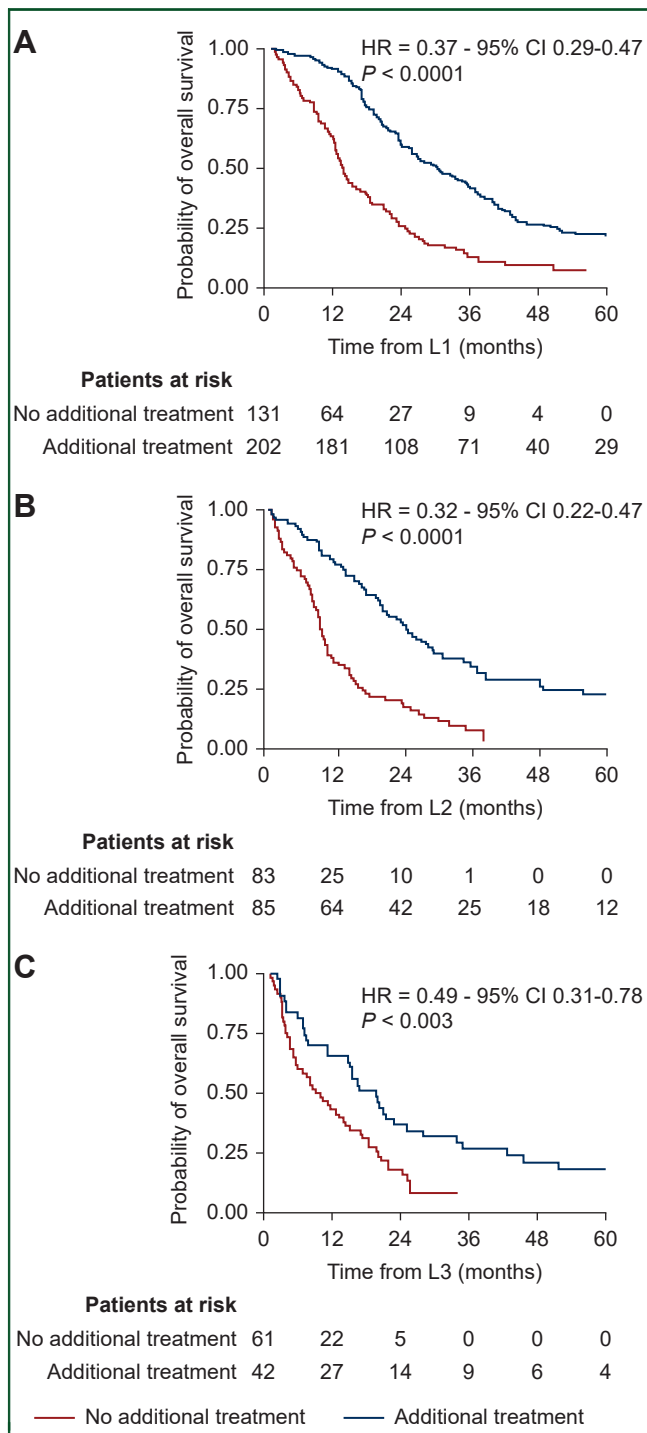 A
HR = 0.37 - 95% CI 0.29-0.47
P < 0.0001
Probability of overall survival
1.00
0.75
0.50
0.25
0.00
0 12 24 36 48 60
Time from L1 (months)
Patients at risk
No additional treatment 131 64 27 9 4 0
Additional treatment 202 181 108 71 40 29
B
HR = 0.32 - 95% CI 0.22-0.47
P < 0.0001
Probability of overall survival
1.00
0.75
0.50
0.25
0.00
0 12 24 36 48 60
Time from L2 (months)
Patients at risk
No additional treatment 83 25 10 1 0 0
Additional treatment 85 64 42 25 18 12
C
HR = 0.49 - 95% CI 0.31-0.78
P < 0.003
Probability of overall survival
1.00
0.75
0.50
0.25
0.00
0 12 24 36 48 60
Time from L3 (months)
Patients at risk
No additional treatment 61 22 5 0 0 0
Additional treatment 42 27 14 9 6 4
No additional treatment Additional treatment